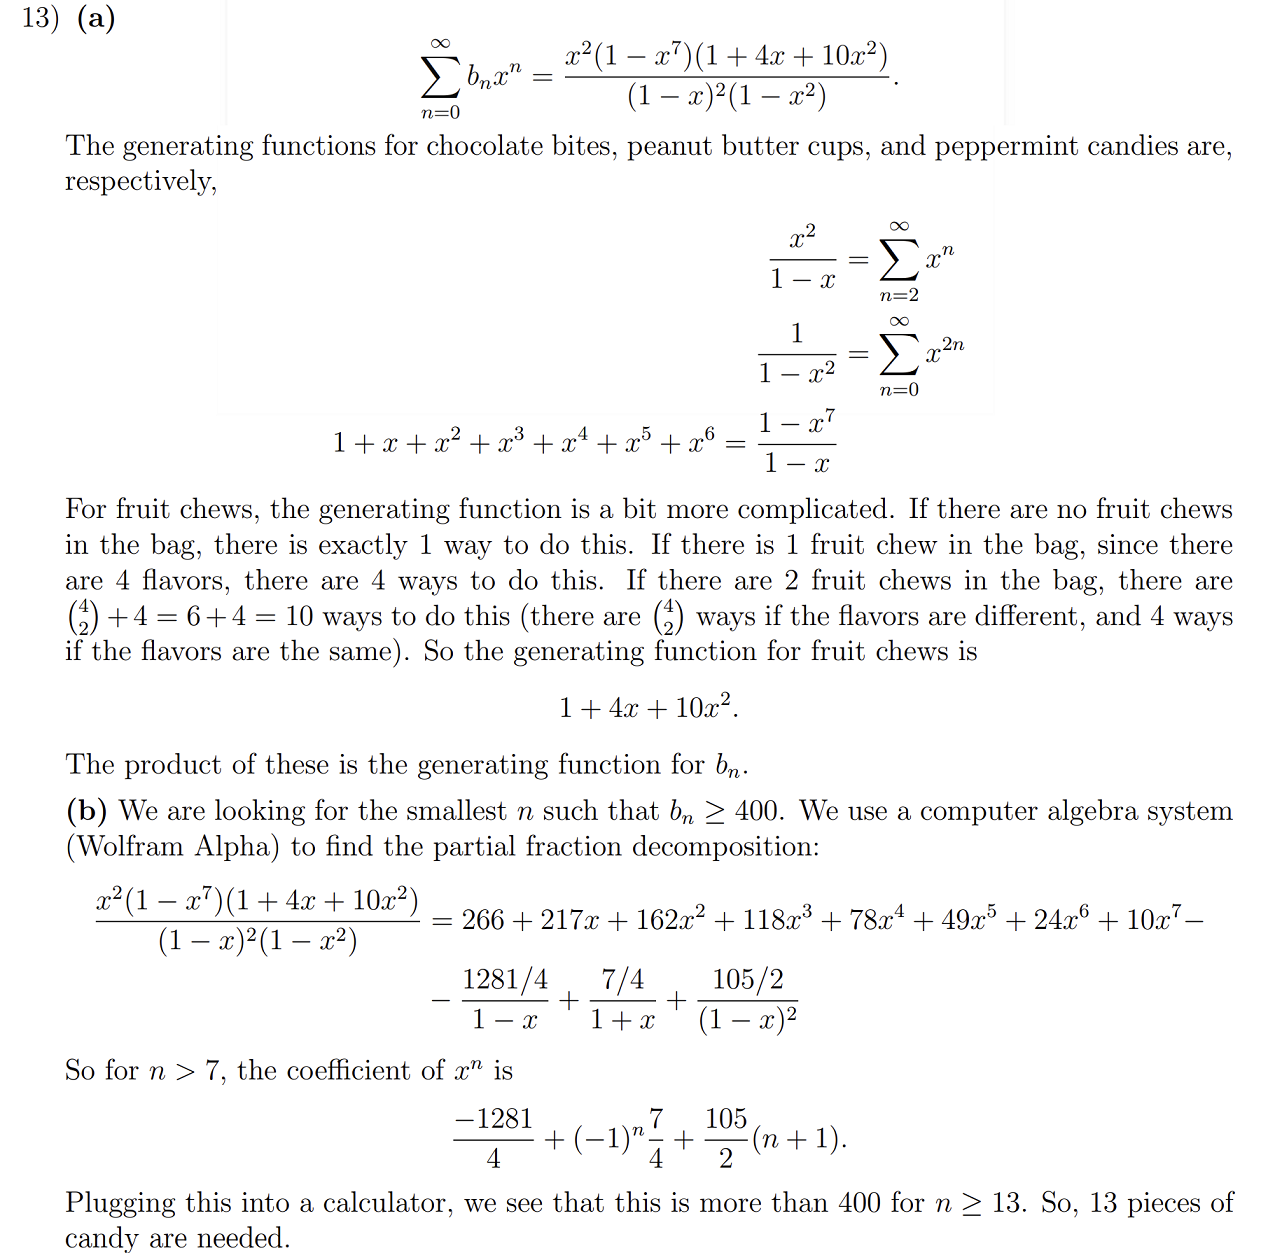 13) (a)
\sum_{n=0}^{\infty} b_n x^n = \frac{x^2(1 - x^7)(1 + 4x + 10x^2)}{(1 - x)^2(1 - x^2)}.
The generating functions for chocolate bites, peanut butter cups, and peppermint candies are,
respectively,
\frac{x^2}{1 - x} = \sum_{n=2}^{\infty} x^n
\frac{1}{1 - x^2} = \sum_{n=0}^{\infty} x^{2n}
1 + x + x^2 + x^3 + x^4 + x^5 + x^6 = \frac{1 - x^7}{1 - x}
For fruit chews, the generating function is a bit more complicated. If there are no fruit chews
in the bag, there is exactly 1 way to do this. If there is 1 fruit chew in the bag, since there
are 4 flavors, there are 4 ways to do this. If there are 2 fruit chews in the bag, there are
\binom{4}{2} + 4 = 6 + 4 = 10 ways to do this (there are \binom{4}{2} ways if the flavors are different, and 4 ways
if the flavors are the same). So the generating function for fruit chews is
1 + 4x + 10x^2.
The product of these is the generating function for b_n.
(b) We are looking for the smallest n such that b_n ≥ 400. We use a computer algebra system
(Wolfram Alpha) to find the partial fraction decomposition:
\frac{x^2(1 - x^7)(1 + 4x + 10x^2)}{(1 - x)^2(1 - x^2)} = 266 + 217x + 162x^2 + 118x^3 + 78x^4 + 49x^5 + 24x^6 + 10x^7 −
− \frac{1281/4}{1 - x} + \frac{7/4}{1 + x} + \frac{105/2}{(1 - x)^2}
So for n > 7, the coefficient of x^n is
\frac{-1281}{4} + (-1)^n \frac{7}{4} + \frac{105}{2}(n + 1).
Plugging this into a calculator, we see that this is more than 400 for n ≥ 13. So, 13 pieces of
candy are needed.